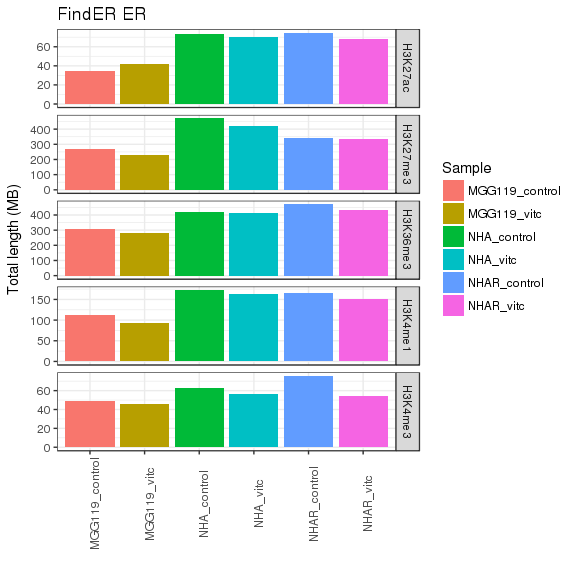 FindER ER
Total length (MB)
60
40
20
0
H3K27ac
400
300
200
100
0
H3K27me3
400
300
200
100
0
H3K36me3
150
100
50
0
H3K4me1
60
40
20
0
H3K4me3
MGG119_control
MGG119_vitc
NHA_control
NHA_vitc
NHAR_control
NHAR_vitc
Sample
MGG119_control
MGG119_vitc
NHA_control
NHA_vitc
NHAR_control
NHAR_vitc